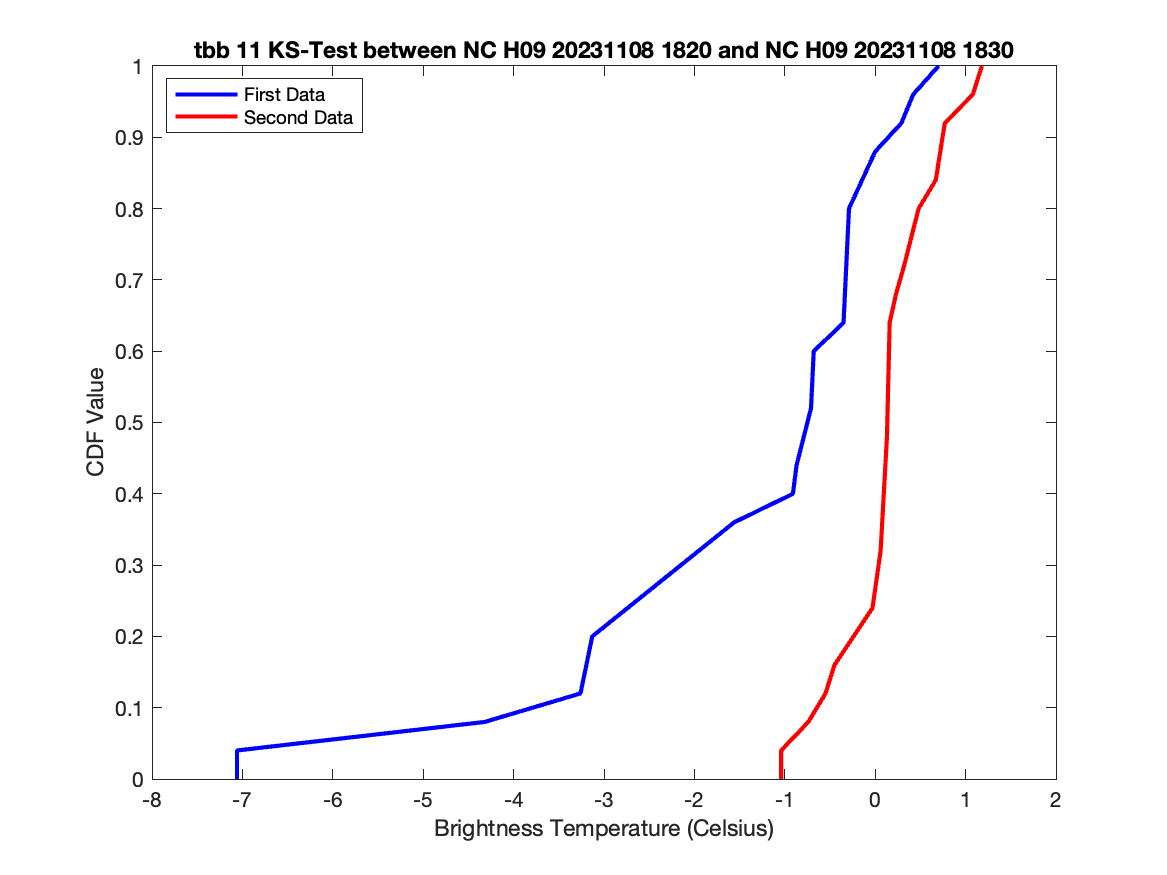 tbb 11 KS-Test between NC H09 20231108 1820 and NC H09 20231108 1830
First Data
Second Data
1
0.9
0.8
0.7
0.6
0.5
0.4
0.3
0.2
0.1
0
CDF Value
-8 -7 -6 -5 -4 -3 -2 -1 0 1 2
Brightness Temperature (Celsius)